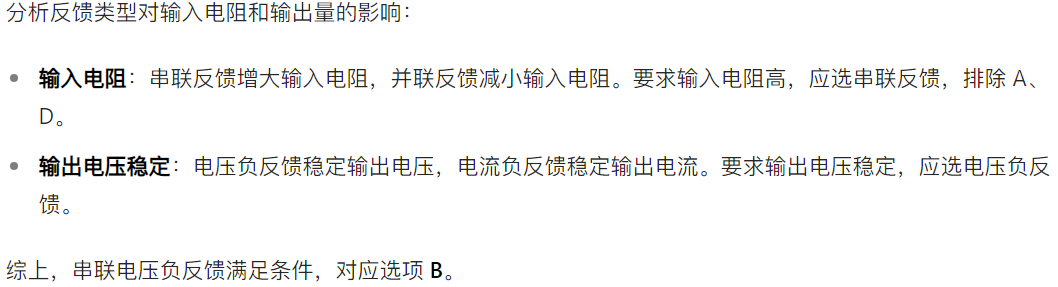 分析反馈类型对输入电阻和输出量的影响：
• 输入电阻：串联反馈增大输入电阻，并联反馈减小输入电阻。要求输入电阻高，应选串联反馈，排除 A、
D。
• 输出电压稳定：电压负反馈稳定输出电压，电流负反馈稳定输出电流。要求输出电压稳定，应选电压负反
馈。
综上，串联电压负反馈满足条件，对应选项 B。